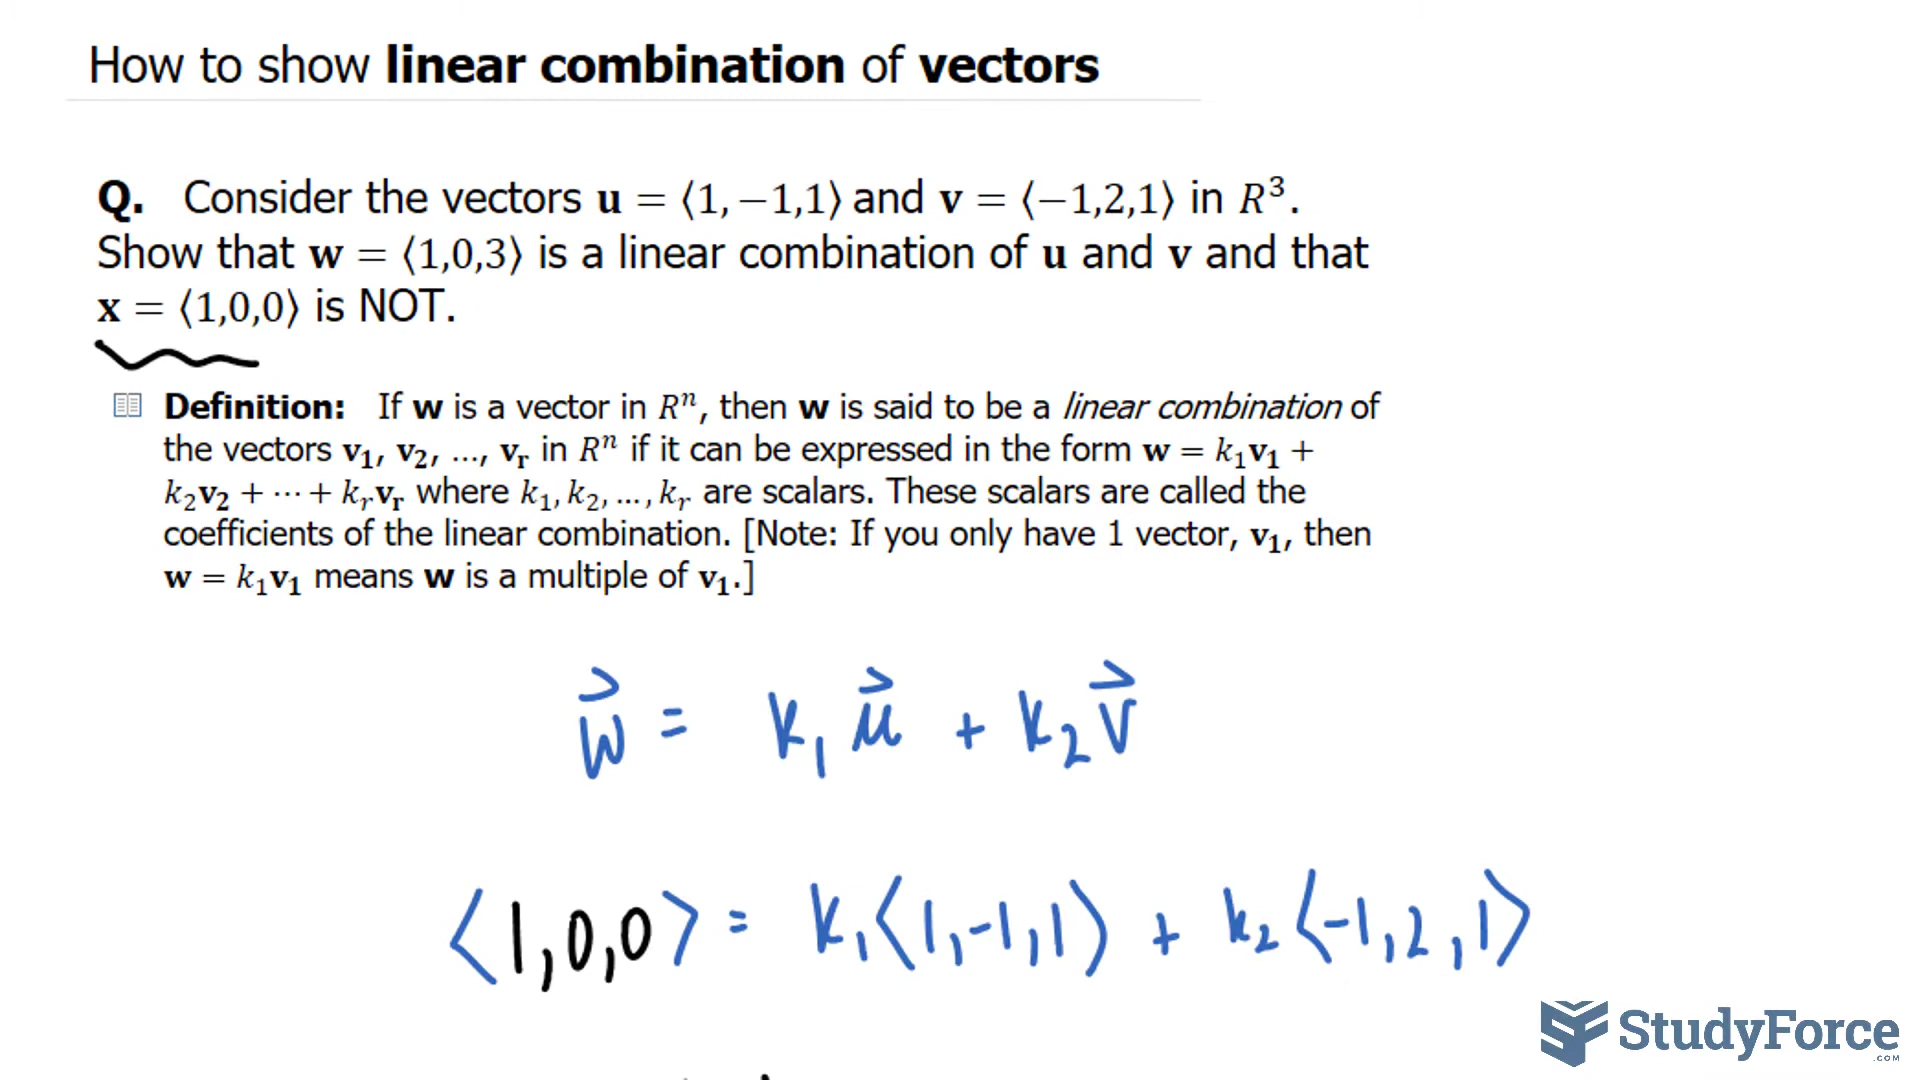 How to show linear combination of vectors
Q. Consider the vectors u = ⟨1, −1,1⟩ and v = ⟨−1,2,1⟩ in R³.
Show that w = ⟨1,0,3⟩ is a linear combination of u and v and that
x = ⟨1,0,0⟩ is NOT.
Definition: If w is a vector in Rⁿ, then w is said to be a linear combination of
the vectors v₁, v₂, ..., vᵣ in Rⁿ if it can be expressed in the form w = k₁v₁ +
k₂v₂ + ⋯ + kᵣvᵣ where k₁, k₂, ..., kᵣ are scalars. These scalars are called the
coefficients of the linear combination. [Note: If you only have 1 vector, v₁, then
w = k₁v₁ means w is a multiple of v₁.]
w⃗ = k₁ u⃗ + k₂ v⃗
⟨1,0,0⟩ = k₁⟨1,-1,1⟩ + k₂⟨-1,2,1⟩
StudyForce
.COM